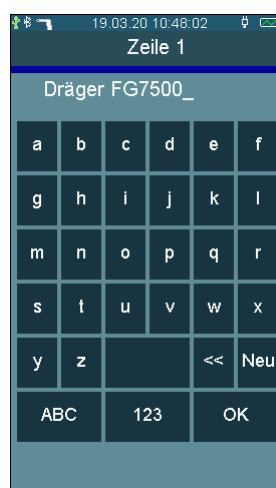 19.03.20 10:48:02
Zeile 1
Dräger FG7500_
a b c d e f
g h i j k l
m n o p q r
s t u v w x
y z << Neu
ABC 123 OK